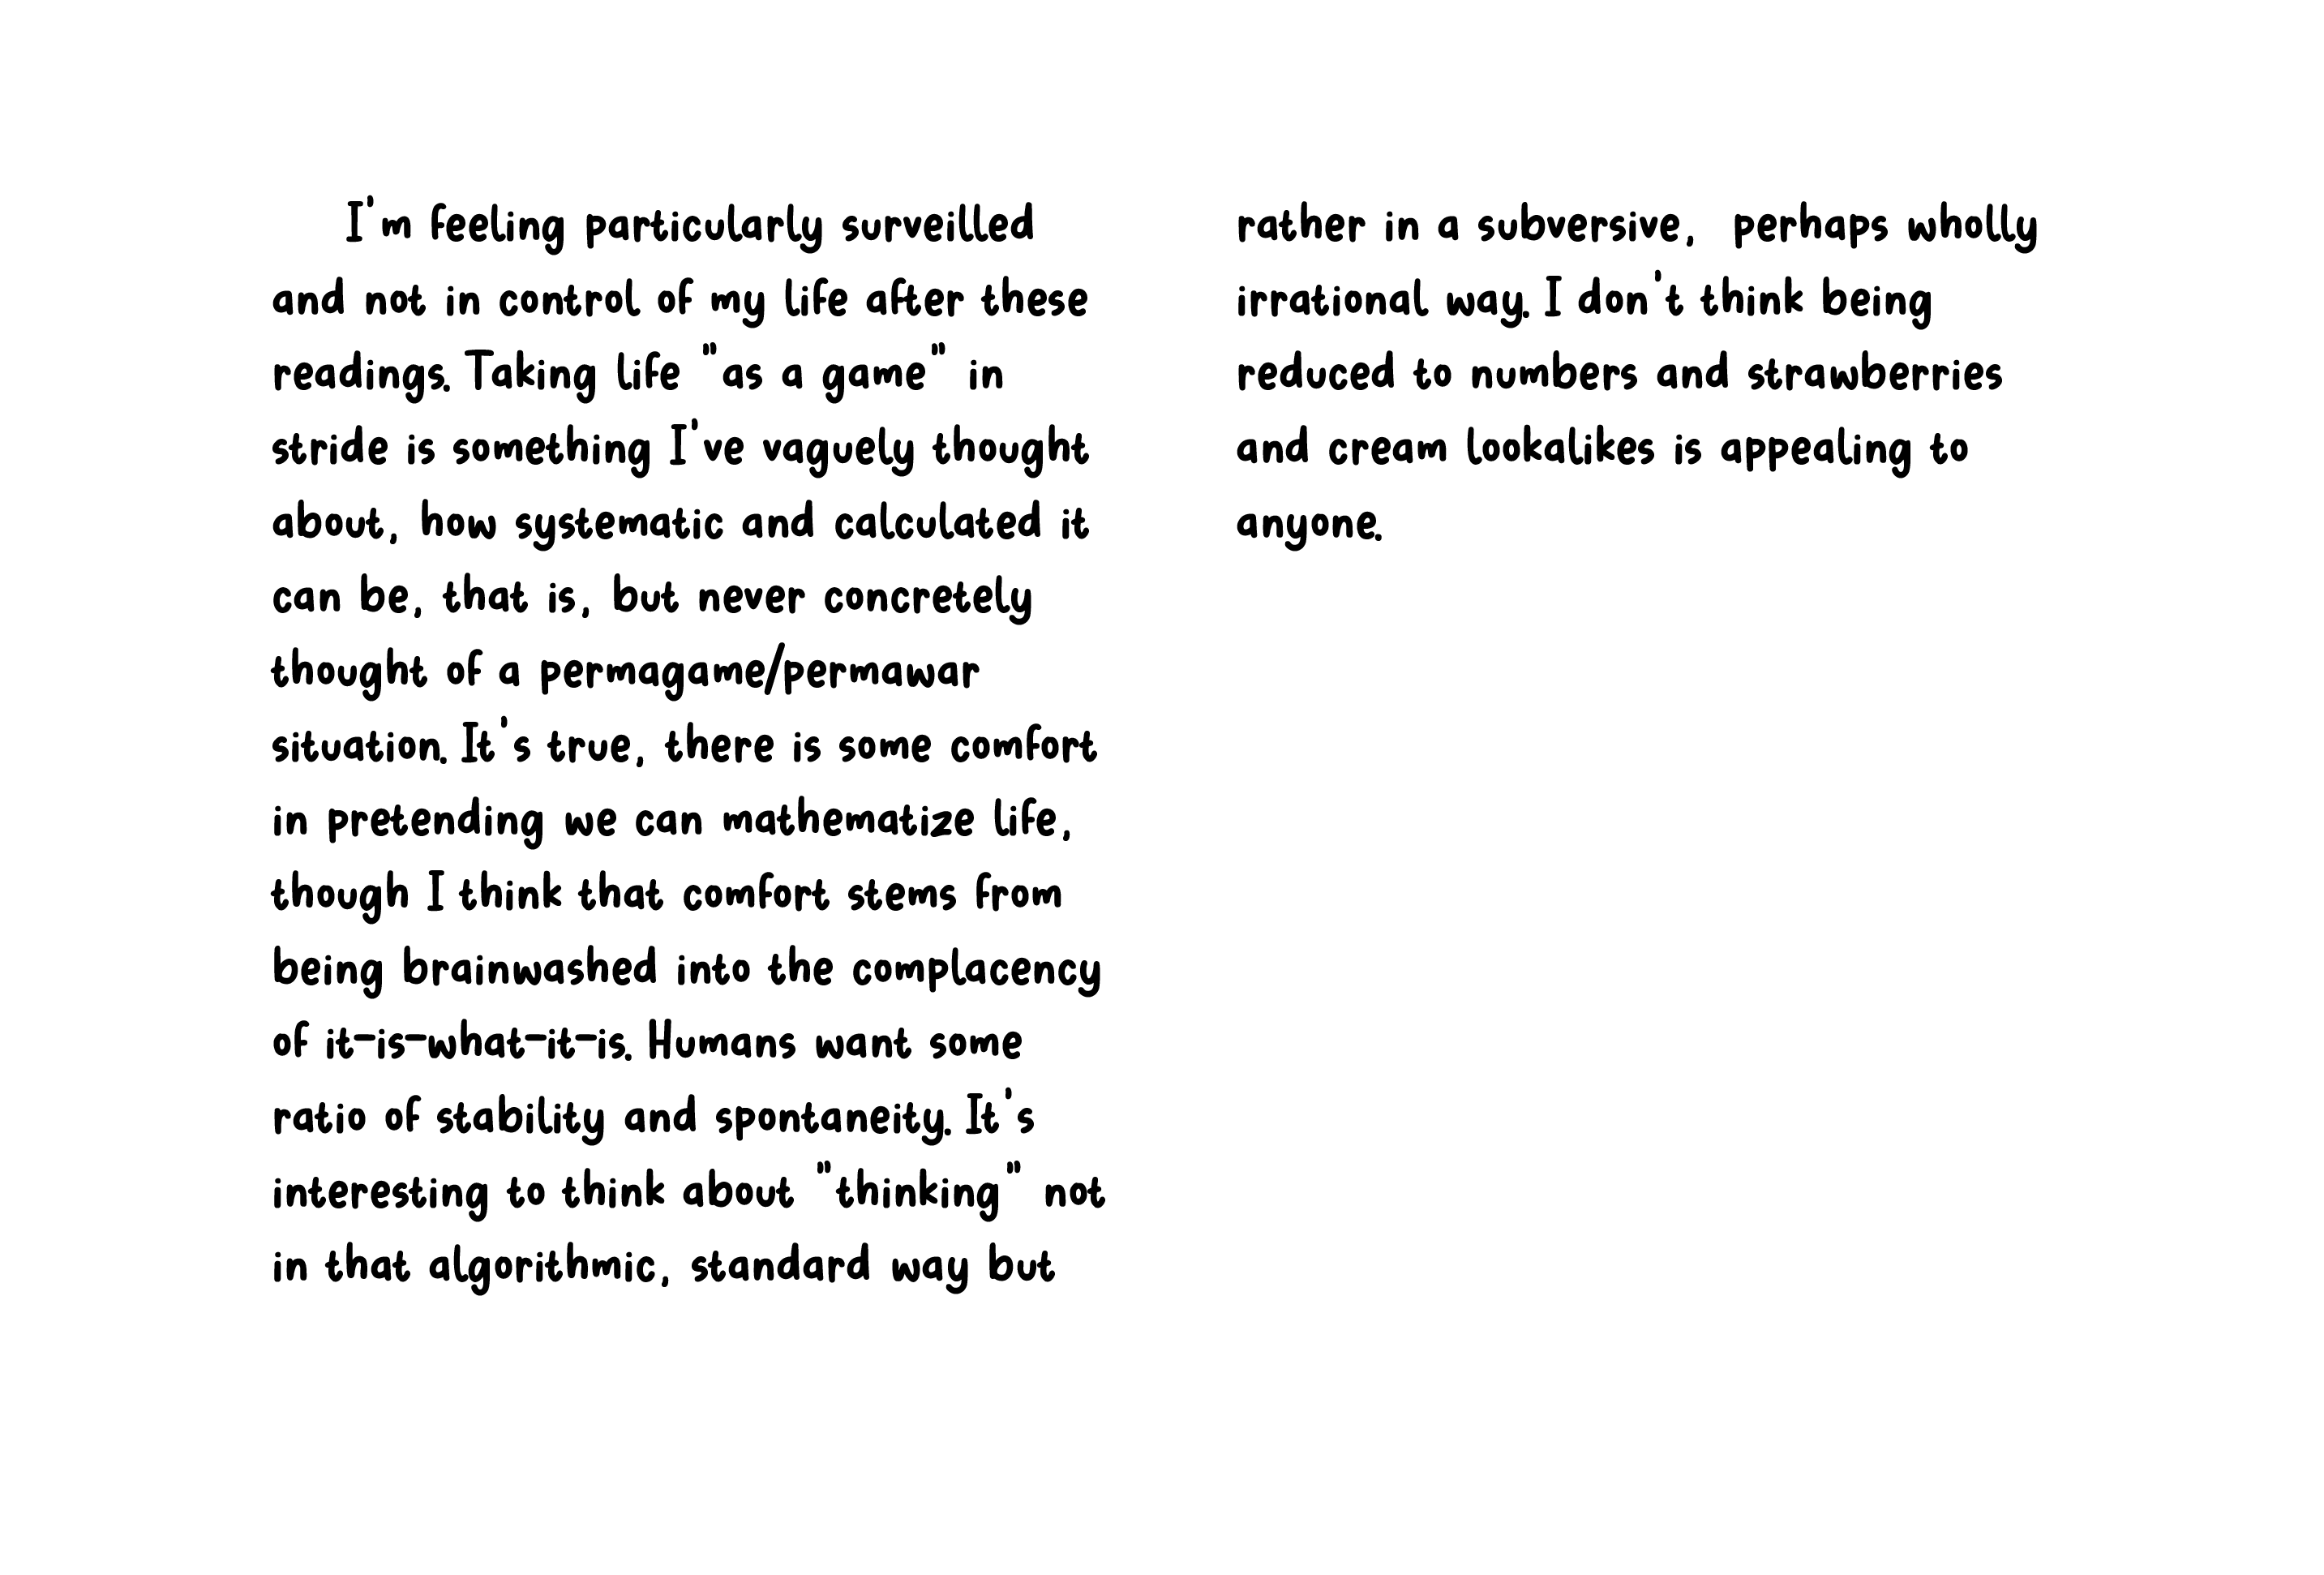 I'm feeling particularly surveilled
and not in control of my life after these
readings. Taking life "as a game" in
stride is something I've vaguely thought
about, how systematic and calculated it
can be, that is, but never concretely
thought of a permagame/permawar
situation. It's true, there is some comfort
in pretending we can mathematize life,
though I think that comfort stems from
being brainwashed into the complacency
of it-is-what-it-is. Humans want some
ratio of stability and spontaneity. It's
interesting to think about "thinking" not
in that algorithmic, standard way but
rather in a subversive, perhaps wholly
irrational way. I don't think being
reduced to numbers and strawberries
and cream lookalikes is appealing to
anyone.